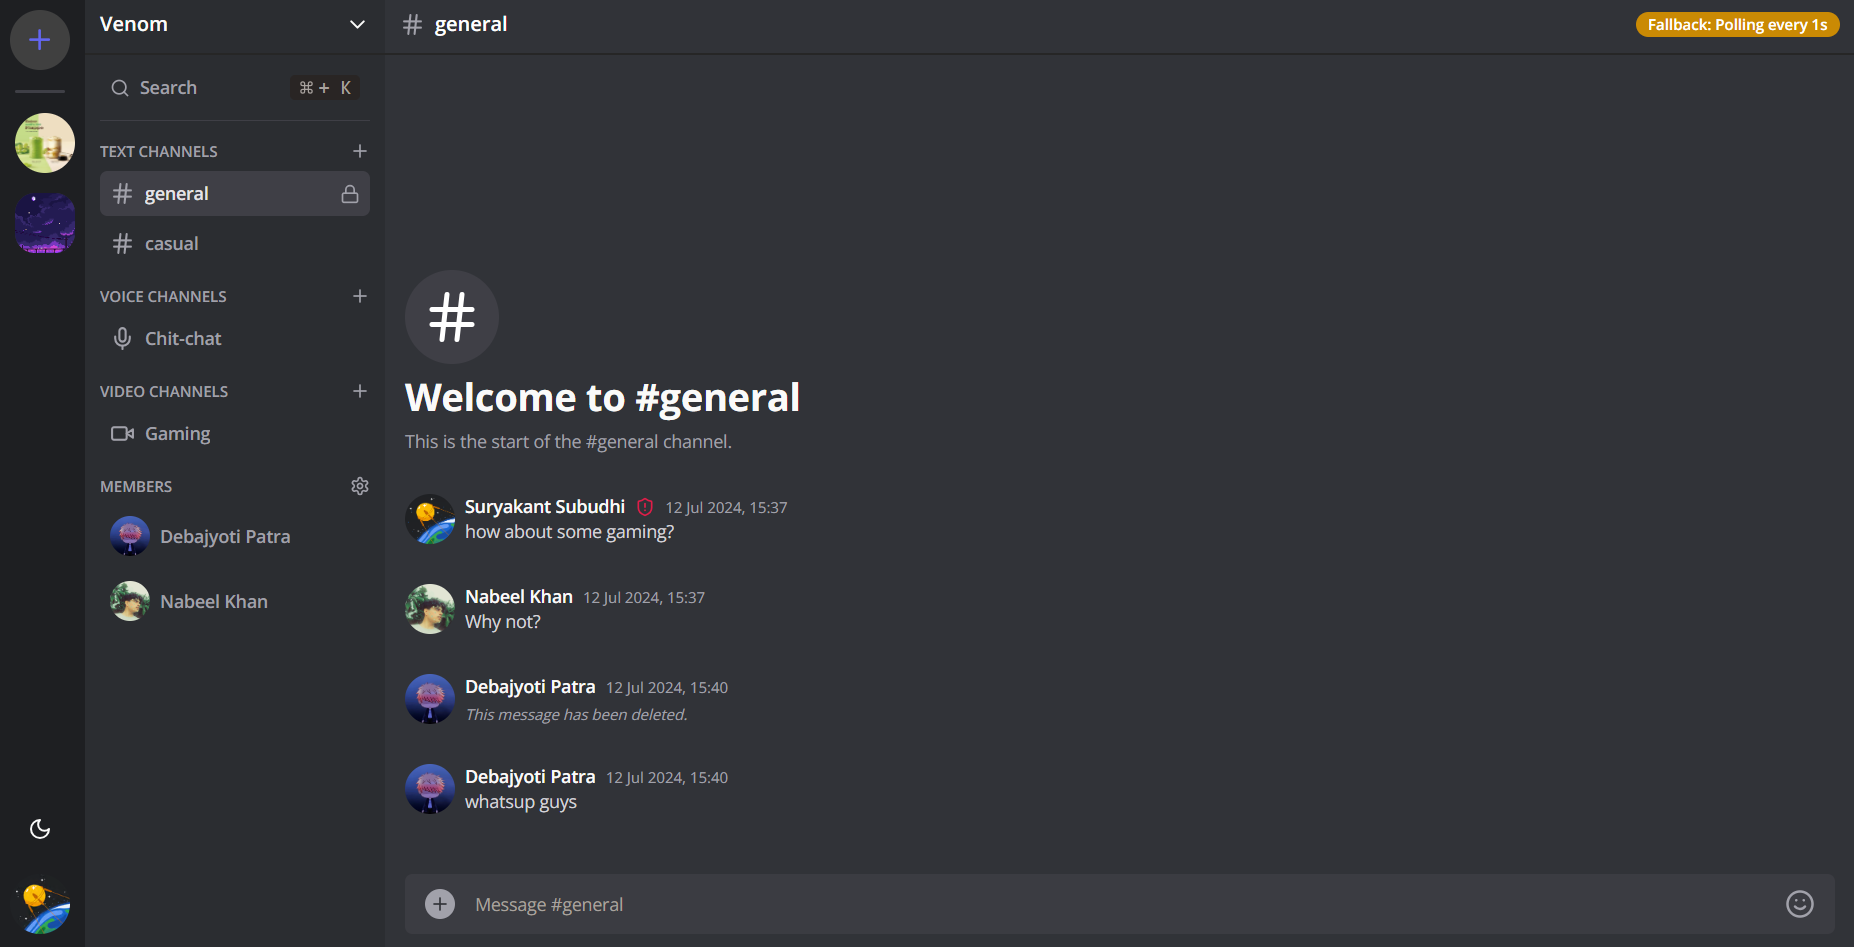 Venom
# general
Fallback: Polling every 1s
Search
⌘ + K
TEXT CHANNELS
# general
# casual
VOICE CHANNELS
Chit-chat
VIDEO CHANNELS
Gaming
MEMBERS
Debajyoti Patra
Nabeel Khan
#
Welcome to #general
This is the start of the #general channel.
Suryakant Subudhi 12 Jul 2024, 15:37
how about some gaming?
Nabeel Khan 12 Jul 2024, 15:37
Why not?
Debajyoti Patra 12 Jul 2024, 15:40
This message has been deleted.
Debajyoti Patra 12 Jul 2024, 15:40
whatsup guys
Message #general